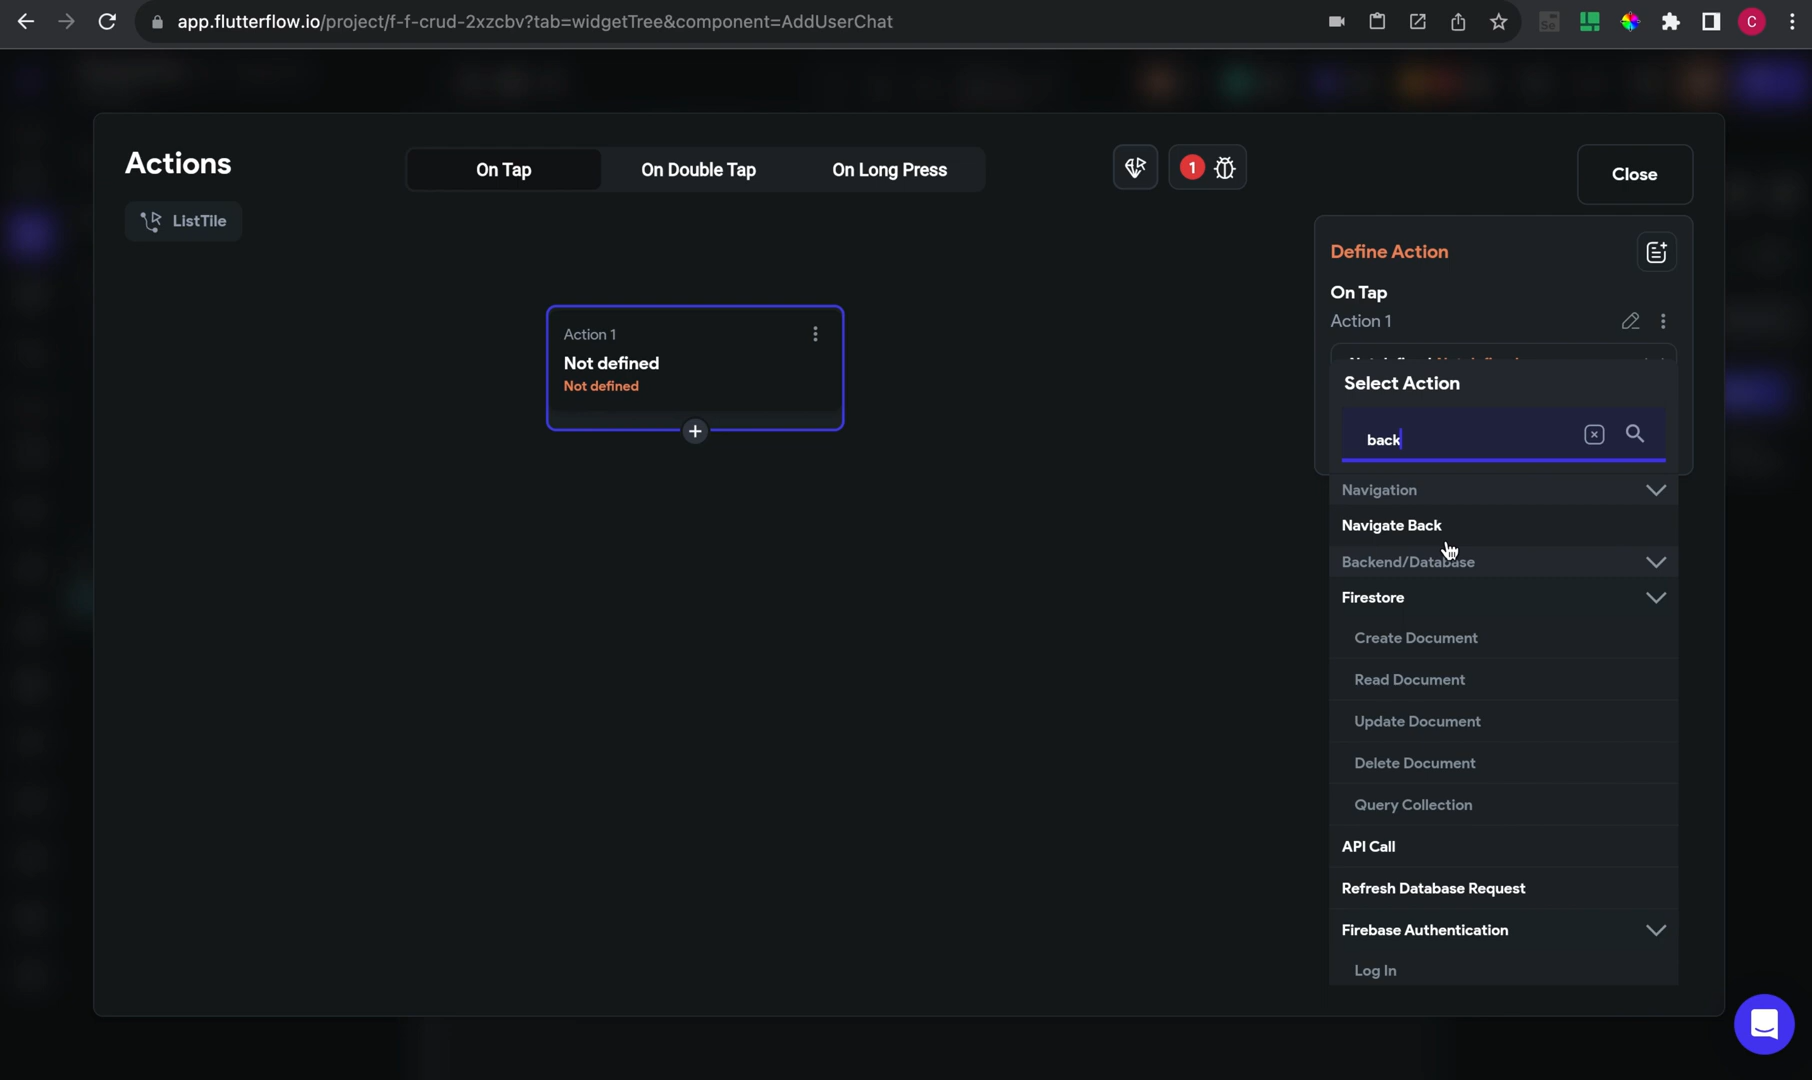 app.flutterflow.io/project/f-f-crud-2xzcbv?tab=widgetTree&component=AddUserChat
Se
C
Actions
On Tap
On Double Tap
On Long Press
1
Close
ListTile
Define Action
On Tap
Action 1
Action 1
Not defined
Not defined
Select Action
back
Navigation
Navigate Back
Backend/Database
Firestore
Create Document
Read Document
Update Document
Delete Document
Query Collection
API Call
Refresh Database Request
Firebase Authentication
Log In